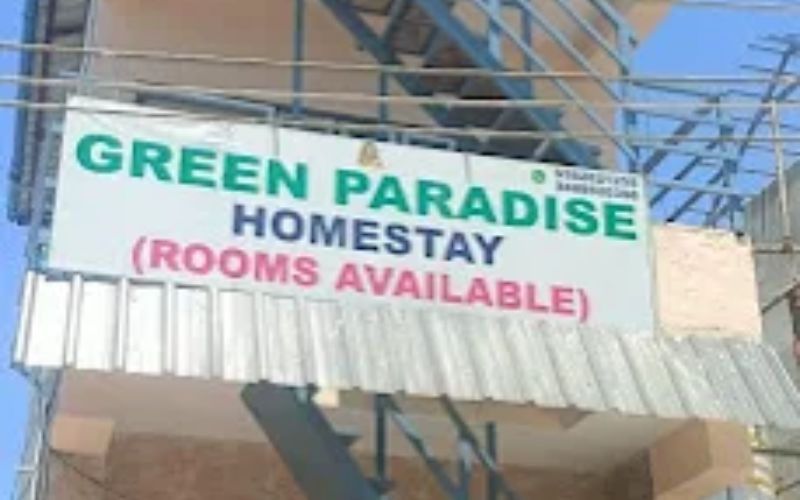 GREEN PARADISE
HOMESTAY
(ROOMS AVAILABLE)